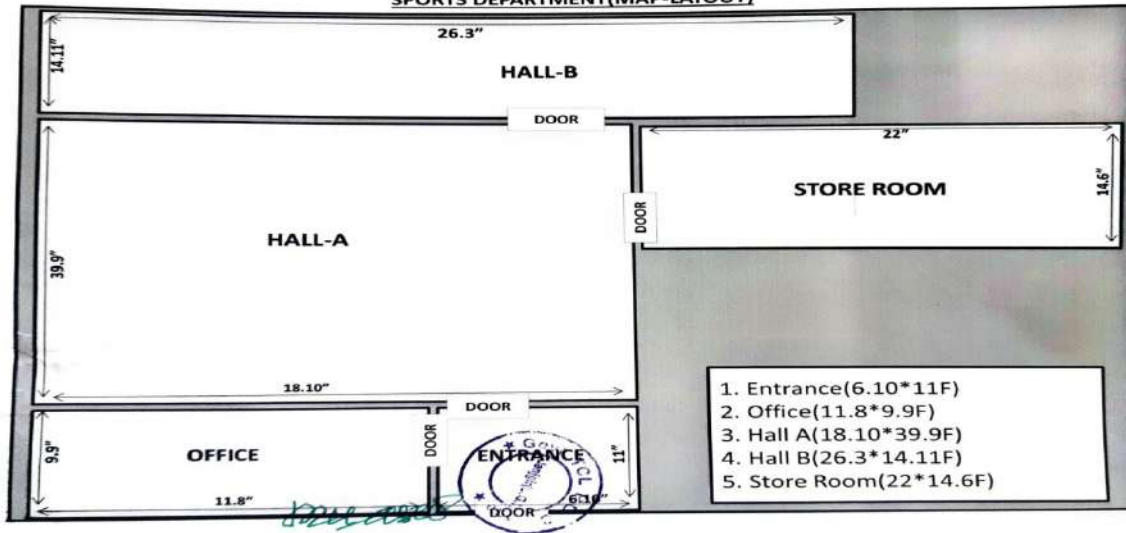 SPORTS DEPARTMENT(MAP-LAYOUT)
26.3"
14.11"
HALL-B
DOOR
22"
STORE ROOM
14.6"
DOOR
HALL-A
39.9"
18.10"
DOOR
OFFICE
9.9"
11.8"
DOOR
ENTRANCE
11"
6.10"
DOOR
1. Entrance(6.10*11F)
2. Office(11.8*9.9F)
3. Hall A(18.10*39.9F)
4. Hall B(26.3*14.11F)
5. Store Room(22*14.6F)